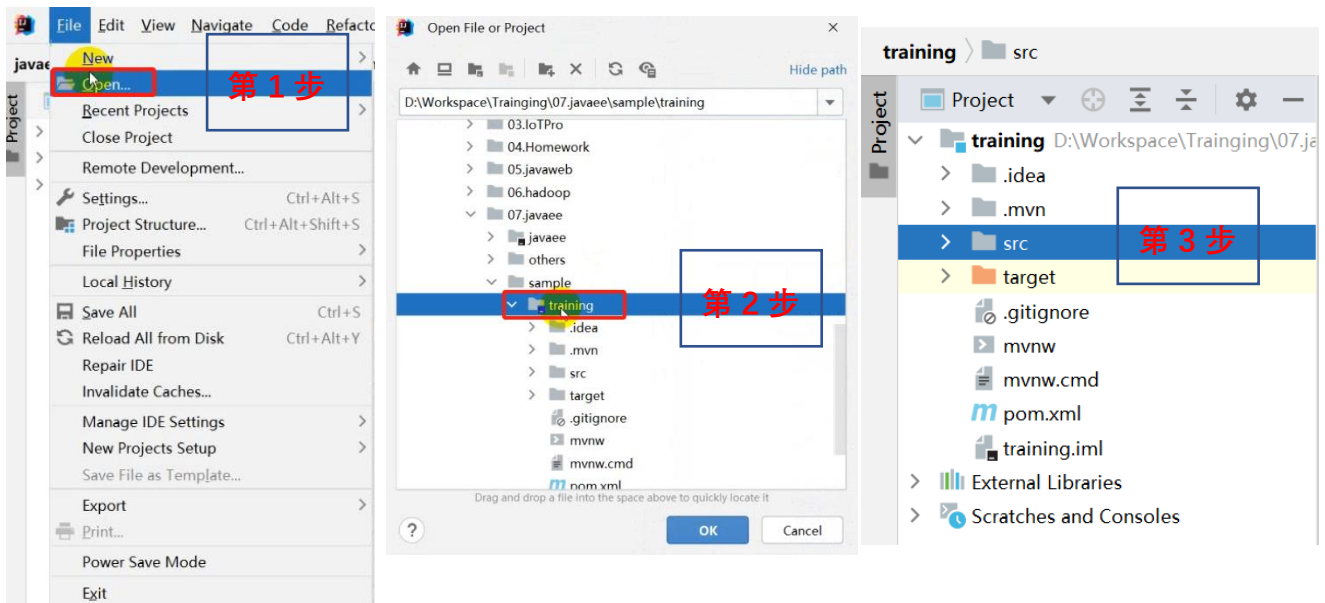 File Edit View Navigate Code Refacto
javae
Project
New
Open...
Recent Projects
Close Project
Remote Development...
Settings... Ctrl+Alt+S
Project Structure... Ctrl+Alt+Shift+S
File Properties
Local History
Save All Ctrl+S
Reload All from Disk Ctrl+Alt+Y
Repair IDE
Invalidate Caches...
Manage IDE Settings
New Projects Setup
Save File as Template...
Export
Print...
Power Save Mode
Exit
第 1 步
Open File or Project
Hide path
D:\Workspace\Trainging\07.javaee\sample\training
03.IoTPro
04.Homework
05.javaweb
06.hadoop
07.javaee
javaee
others
sample
training
.idea
.mvn
src
target
.gitignore
mvnw
mvnw.cmd
pom.xml
Drag and drop a file into the space above to quickly locate it
? OK Cancel
第 2 步
training src
Project
Project
training D:\Workspace\Trainging\07.ja
.idea
.mvn
src
target
.gitignore
mvnw
mvnw.cmd
m pom.xml
training.iml
External Libraries
Scratches and Consoles
第 3 步